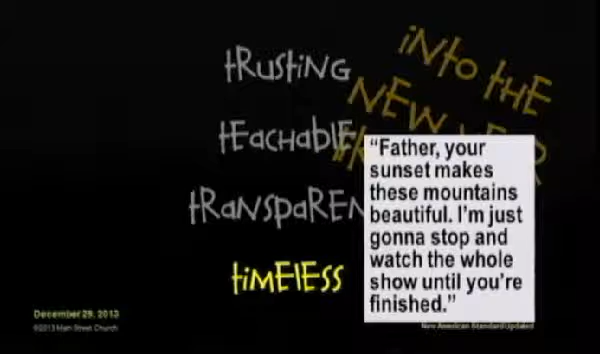 tRUStiNG
iNtO tHE
NEW
tEacHablE
tRaNSpaREN
"Father, your
sunset makes
these mountains
beautiful. I'm just
gonna stop and
watch the whole
show until you're
finished."
timElESS
December 29, 2013
©2013 Main Street Church
New American Standard Updated